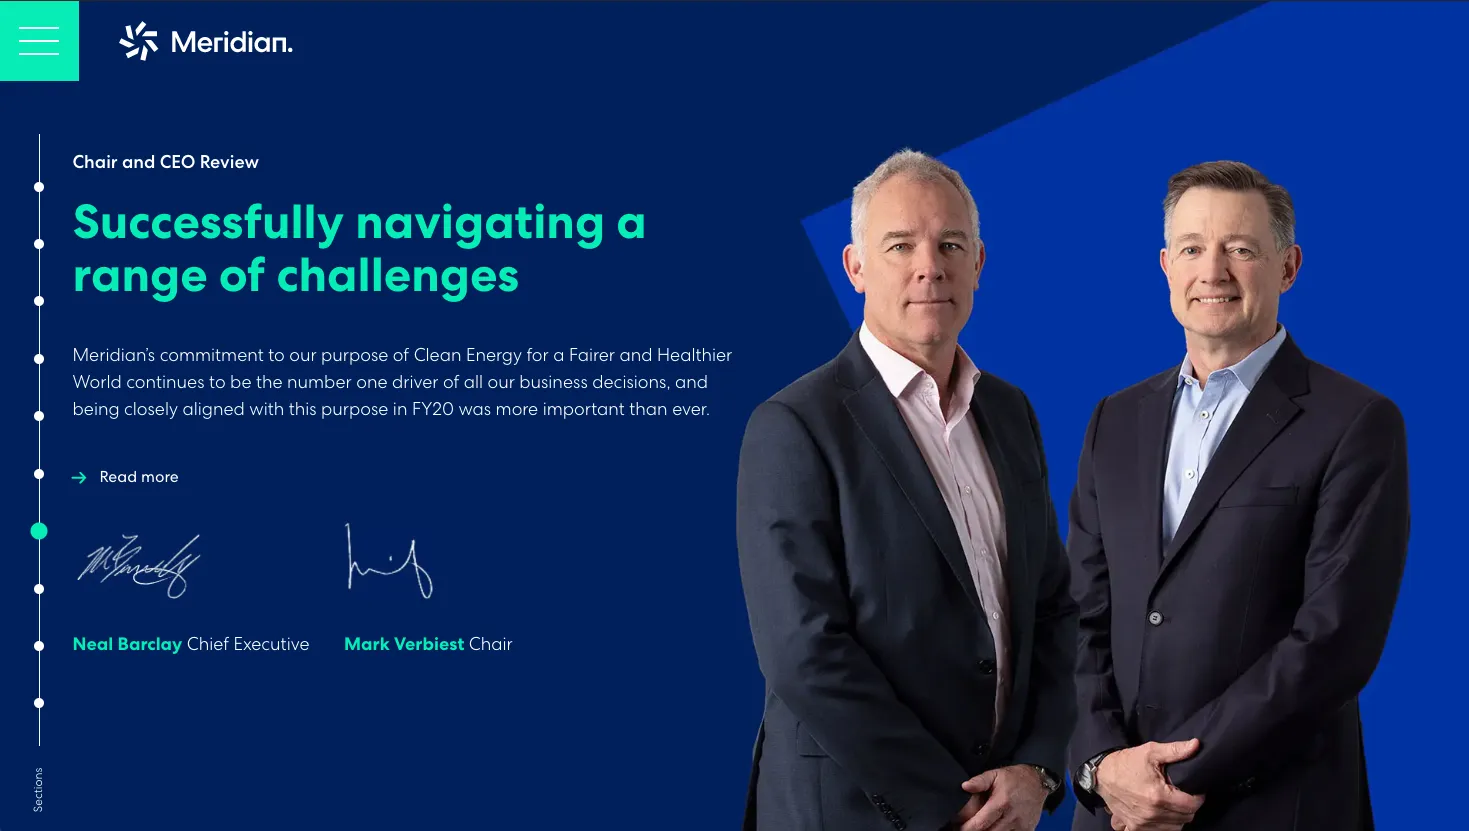 Meridian.
Chair and CEO Review
Successfully navigating a
range of challenges
Meridian's commitment to our purpose of Clean Energy for a Fairer and Healthier
World continues to be the number one driver of all our business decisions, and
being closely aligned with this purpose in FY20 was more important than ever.
Read more
Neal Barclay Chief Executive
Mark Verbiest Chair
Sections